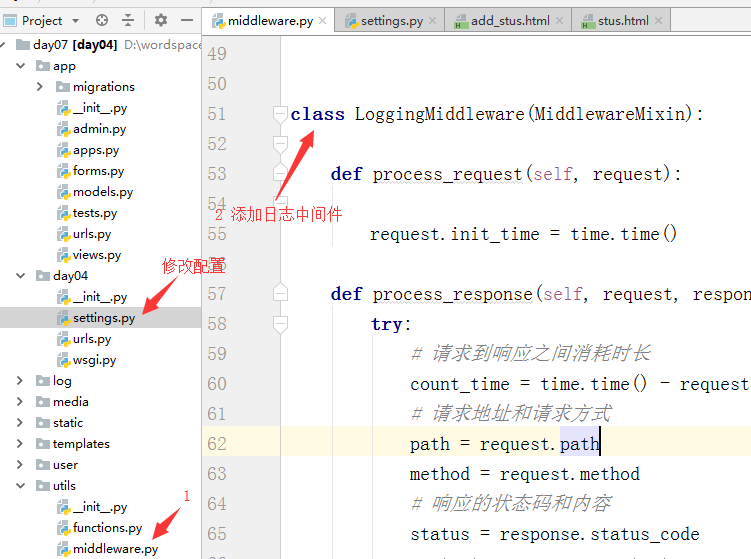 Project
middleware.py
settings.py
add_stus.html
stus.html
day07 [day04] D:\wordspace
app
migrations
__init__.py
admin.py
apps.py
forms.py
models.py
tests.py
urls.py
views.py
day04
__init__.py
settings.py
urls.py
wsgi.py
log
media
static
templates
user
utils
__init__.py
functions.py
middleware.py
修改配置
1
2 添加日志中间件
49
50
51 class LoggingMiddleware(MiddlewareMixin):
52
53 def process_request(self, request):
54
55 request.init_time = time.time()
56
57 def process_response(self, request, respon
58 try:
59 # 请求到响应之间消耗时长
60 count_time = time.time() - request
61 # 请求地址和请求方式
62 path = request.path
63 method = request.method
64 # 响应的状态码和内容
65 status = response.status_code